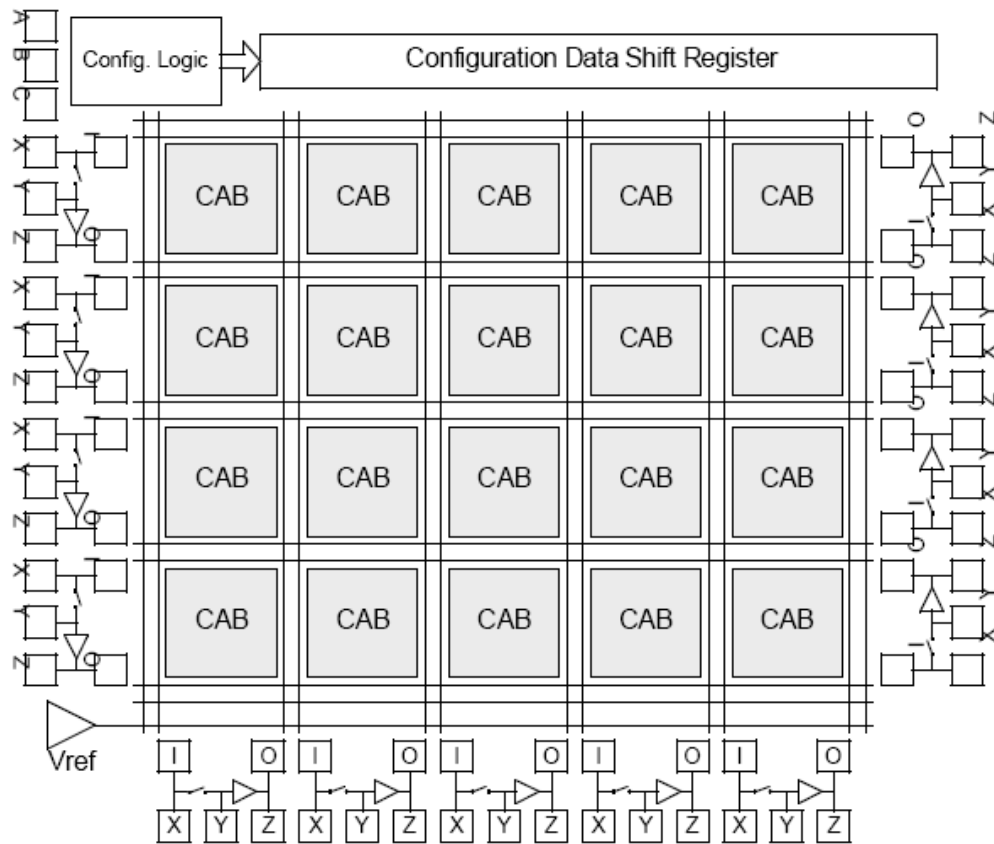 A
B
Config. Logic
Configuration Data Shift Register
C
X I
Y
Z O
X I
Y
Z O
X I
Y
Z O
X I
Y
Z O
CAB CAB CAB CAB CAB
CAB CAB CAB CAB CAB
CAB CAB CAB CAB CAB
CAB CAB CAB CAB CAB
O Z
Y
I X
O Z
Y
I X
O Z
Y
I X
O Z
Y
I X
Vref
I O I O I O I O I O
X Y Z X Y Z X Y Z X Y Z X Y Z